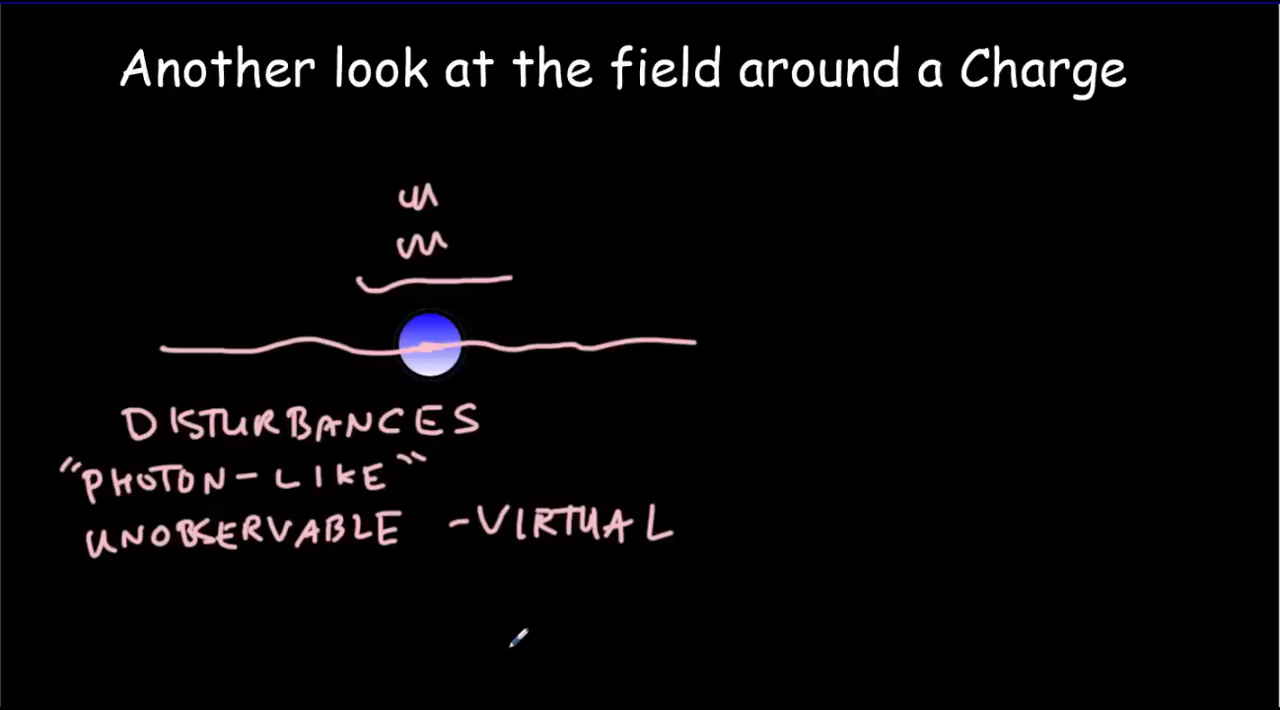 Another look at the field around a Charge
DISTURBANCES
"PHOTON-LIKE"
UNOBSERVABLE - VIRTUAL